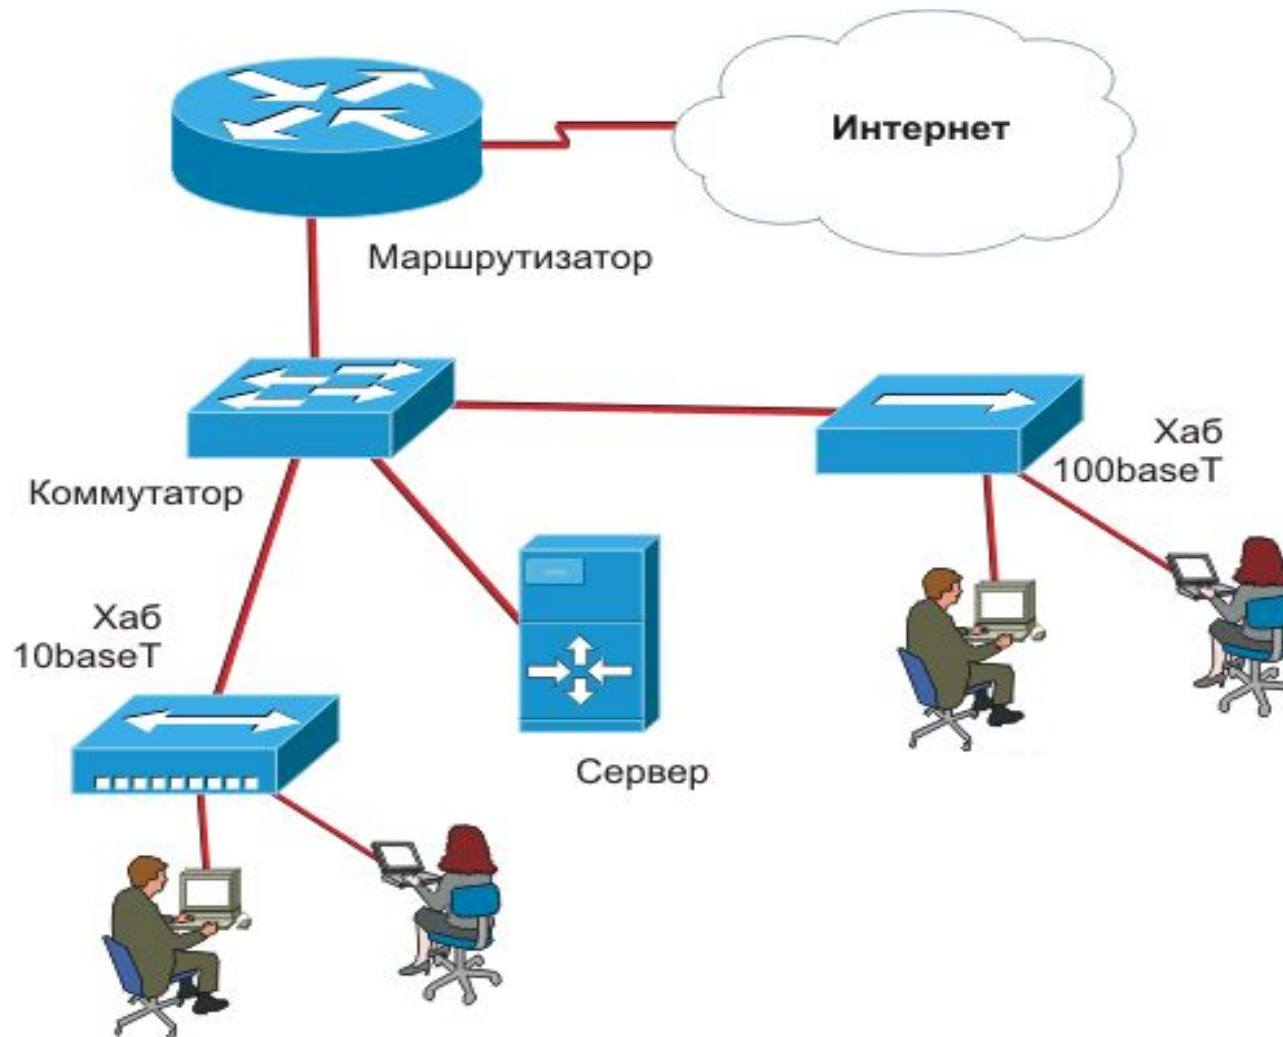 Интернет
Маршрутизатор
Хаб
100baseT
Коммутатор
Хаб
10baseT
Сервер